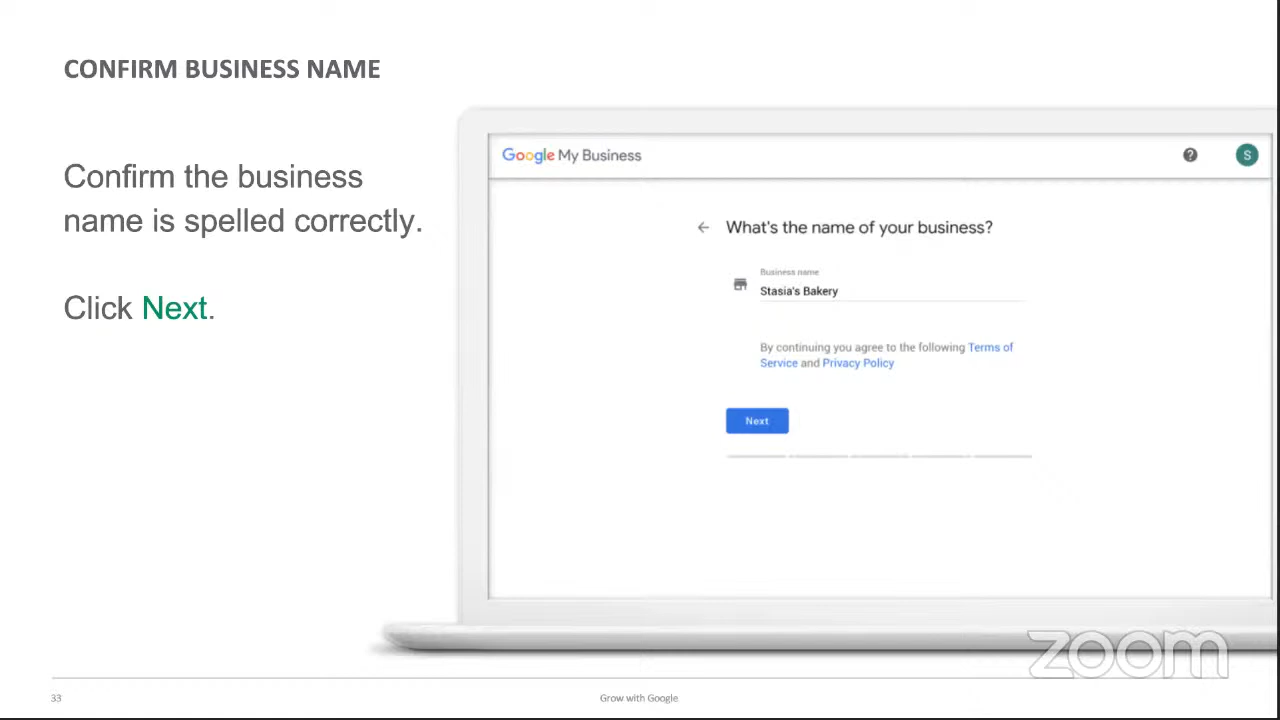 CONFIRM BUSINESS NAME
Confirm the business
name is spelled correctly.
Click Next.
Google My Business
?
S
What's the name of your business?
Business name
Stasia's Bakery
By continuing you agree to the following Terms of
Service and Privacy Policy
Next
zoom
33
Grow with Google